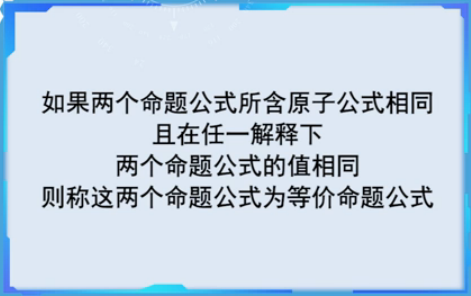 如果两个命题公式所含原子公式相同
且在任一解释下
两个命题公式的值相同
则称这两个命题公式为等价命题公式